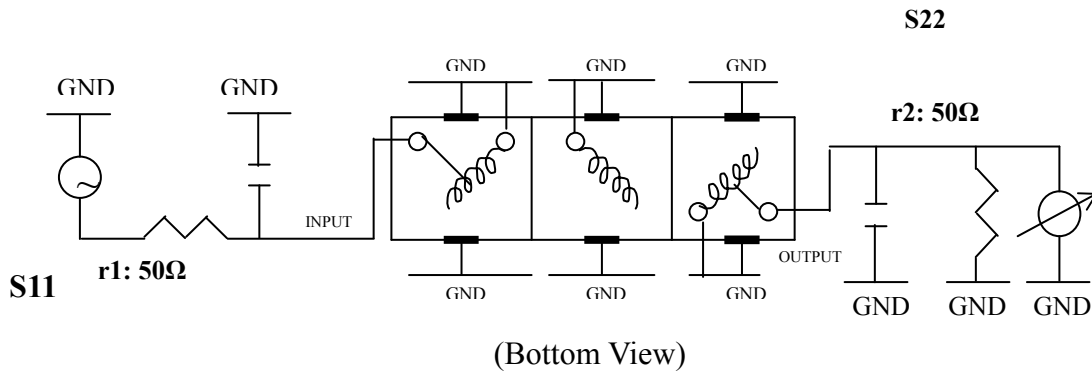 S22
GND
GND
GND
GND
GND
r2: 50Ω
INPUT
r1: 50Ω
OUTPUT
S11
GND
GND
GND
GND
GND
GND
(Bottom View)